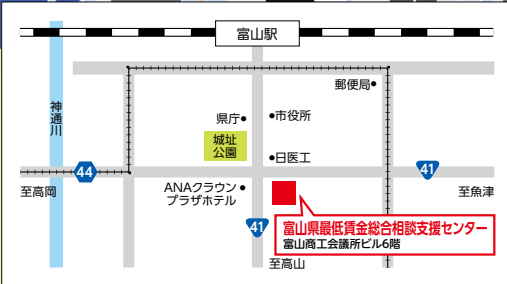 富山駅
神通川
郵便局
県庁
市役所
城址
公園
日医工
44
41
至高岡
ANAクラウン
プラザホテル
至魚津
富山県最低賃金総合相談支援センター
富山商工会議所ビル6階
41
至高山